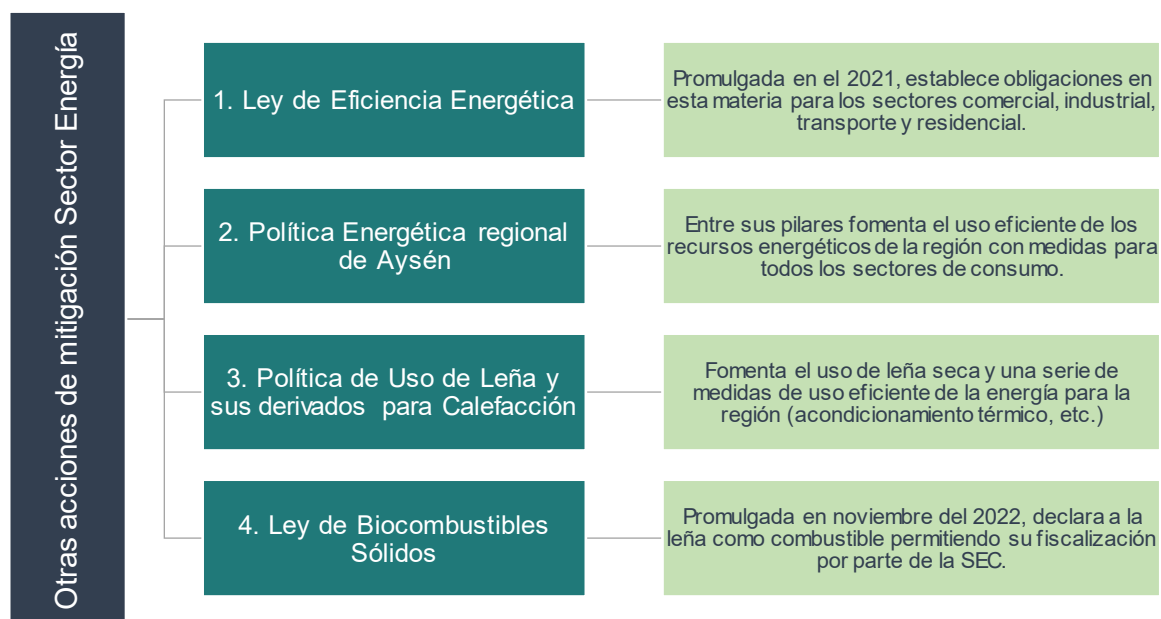 Otras acciones de mitigación Sector Energía
1. Ley de Eficiencia Energética
Promulgada en el 2021, establece obligaciones en
esta materia para los sectores comercial, industrial,
transporte y residencial.
2. Política Energética regional
de Aysén
Entre sus pilares fomenta el uso eficiente de los
recursos energéticos de la región con medidas para
todos los sectores de consumo.
3. Política de Uso de Leña y
sus derivados para Calefacción
Fomenta el uso de leña seca y una serie de
medidas de uso eficiente de la energía para la
región (acondicionamiento térmico, etc.)
4. Ley de Biocombustibles
Sólidos
Promulgada en noviembre del 2022, declara a la
leña como combustible permitiendo su fiscalización
por parte de la SEC.